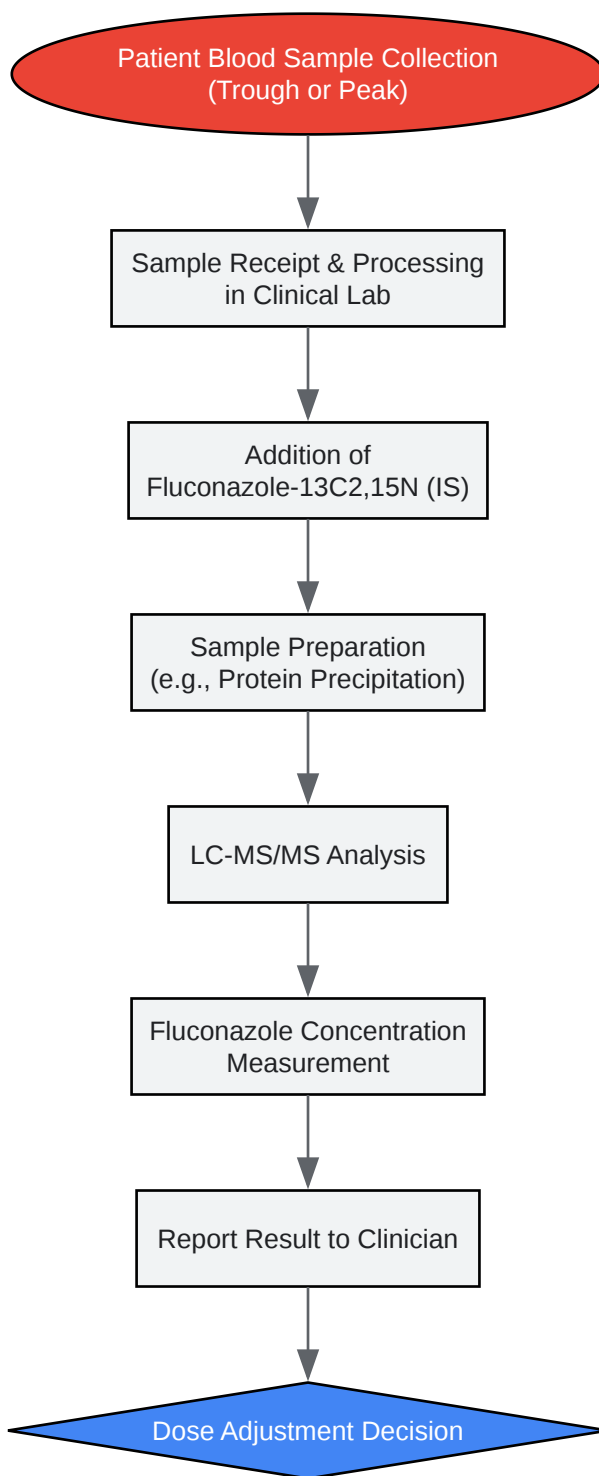 Patient Blood Sample Collection
(Trough or Peak)
Sample Receipt & Processing
in Clinical Lab
Addition of
Fluconazole-13C2,15N (IS)
Sample Preparation
(e.g., Protein Precipitation)
LC-MS/MS Analysis
Fluconazole Concentration
Measurement
Report Result to Clinician
Dose Adjustment Decision